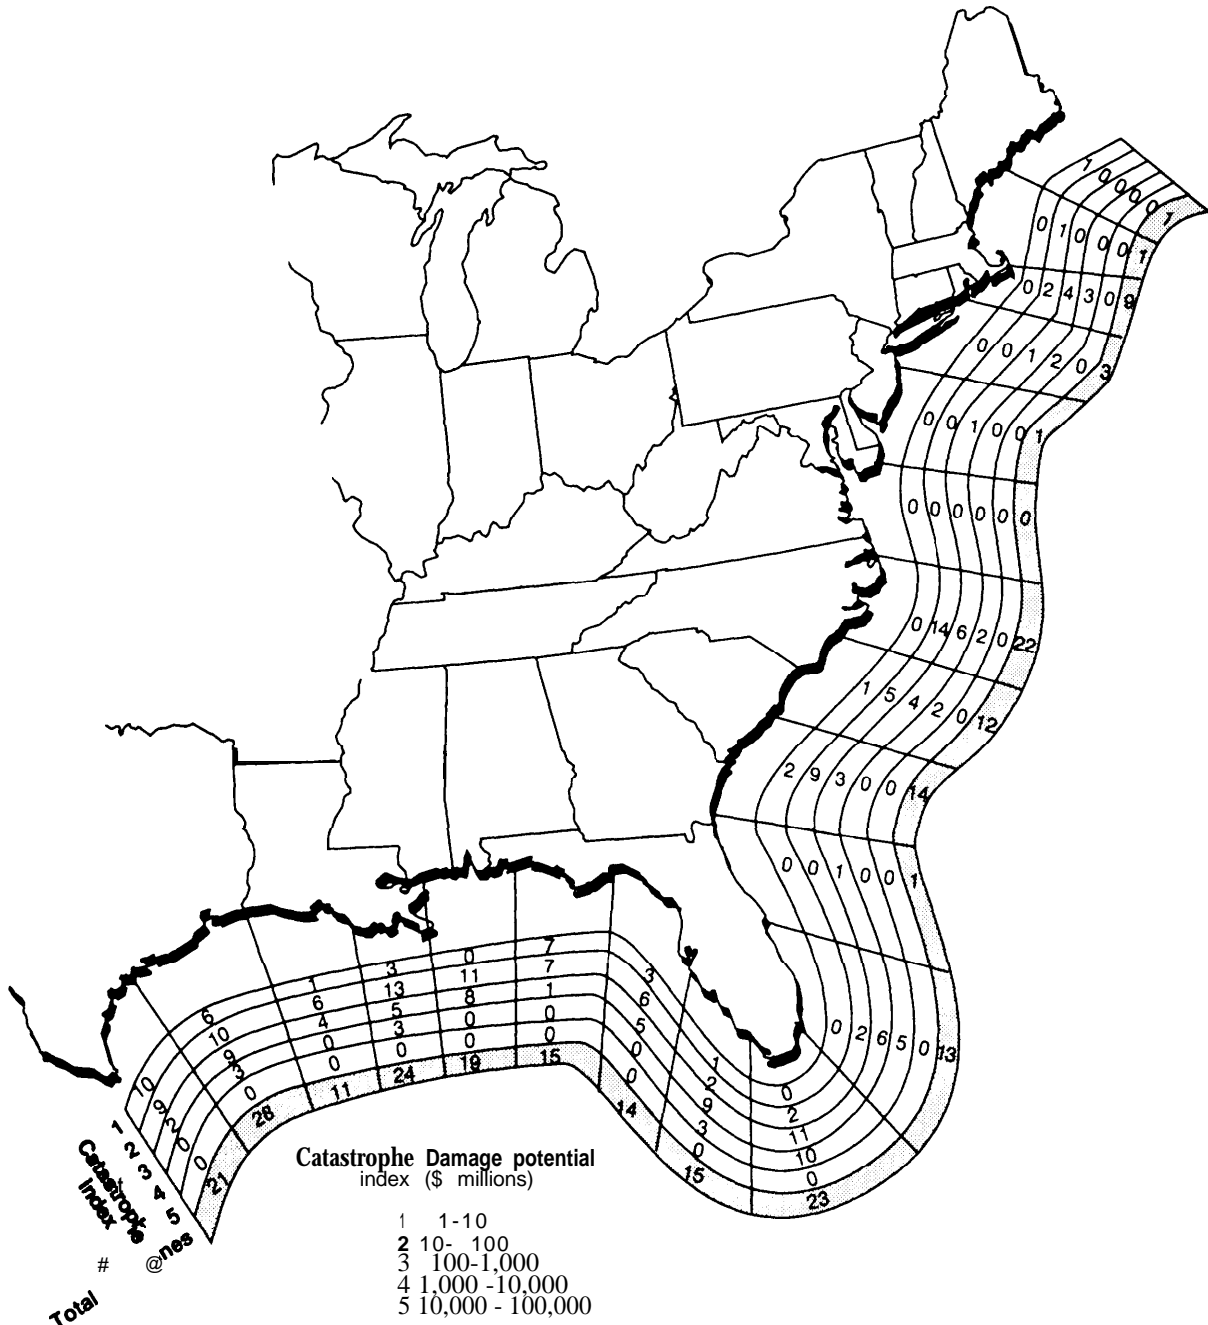 1 0 0 0 0 1
0 1 0 0 0 1
0 2 4 3 0 9
0 0 1 2 0 3
0 0 1 0 0 1
0 0 0 0 0 0
0 14 6 2 0 22
1 5 4 2 0 12
2 9 3 0 0 14
0 0 1 0 0 1
0 2 6 5 0 13
0 2 11 10 0 23
1 2 9 3 0 15
3 6 5 0 0 14
7 7 1 0 0 15
0 11 8 0 0 19
3 13 5 3 0 24
1 6 4 0 0 11
6 10 9 3 0 28
10 9 2 0 0 21
1 2 3 4 5
Catastrophe
Index
# @nes
Total
Catastrophe Damage potential
index ($ millions)
1 1-10
2 10- 100
3 100-1,000
4 1,000 -10,000
5 10,000 - 100,000